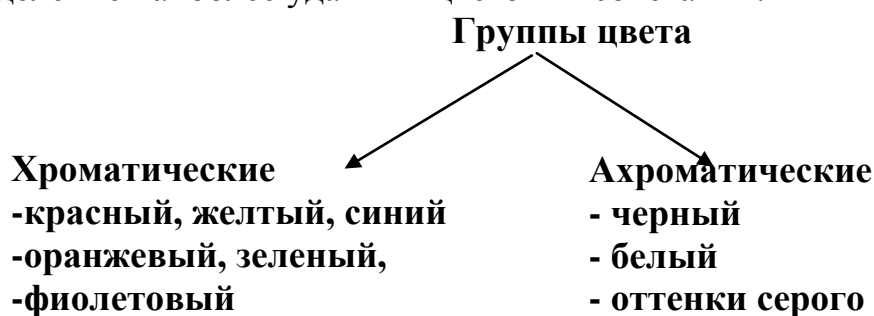 Группы цвета
Хроматические
-красный, желтый, синий
-оранжевый, зеленый,
-фиолетовый
Ахроматические
- черный
- белый
- оттенки серого